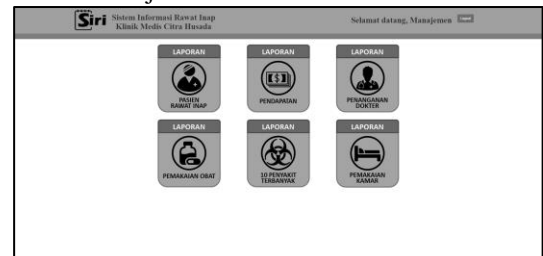 Siri Sistem Informasi Rawat Inap
Klinik Medis Citra Husada
Selamat datang, Manajemen
LAPORAN
PASIEN
RAWAT INAP
LAPORAN
PENDAPATAN
LAPORAN
PENANGANAN
DOKTER
LAPORAN
PEMAKAIAN OBAT
LAPORAN
10 PENYAKIT
TERBANYAK
LAPORAN
PEMAKAIAN
KAMAR